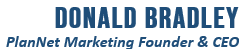 DONALD BRADLEY
PlanNet Marketing Founder & CEO